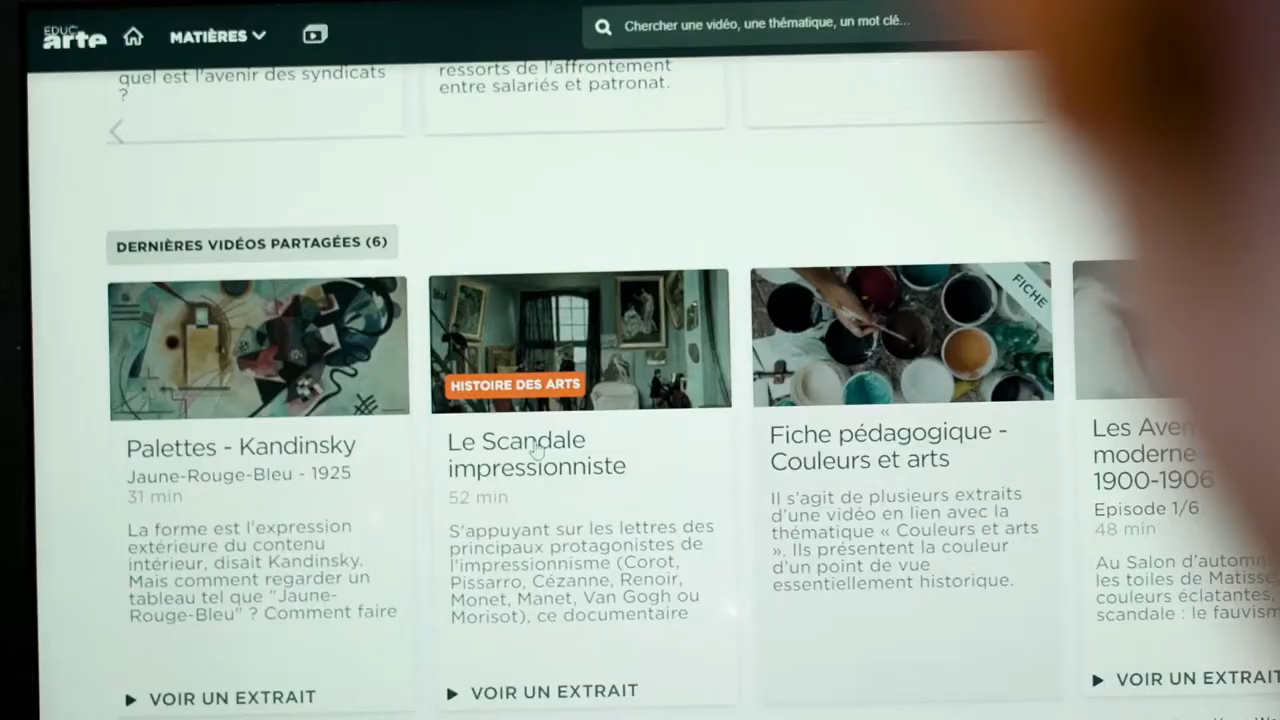 EDUC
arte
MATIÈRES
Chercher une vidéo, une thématique, un mot clé...
quel est l'avenir des syndicats
?
ressorts de l'affrontement
entre salariés et patronat.
DERNIÈRES VIDÉOS PARTAGÉES (6)
Palettes - Kandinsky
Jaune-Rouge-Bleu - 1925
31 min
La forme est l'expression
extérieure du contenu
intérieur, disait Kandinsky.
Mais comment regarder un
tableau tel que "Jaune-
Rouge-Bleu" ? Comment faire
VOIR UN EXTRAIT
HISTOIRE DES ARTS
Le Scandale
impressionniste
52 min
S'appuyant sur les lettres des
principaux protagonistes de
l'impressionnisme (Corot,
Pissarro, Cézanne, Renoir,
Monet, Manet, Van Gogh ou
Morisot), ce documentaire
VOIR UN EXTRAIT
FICHE
Fiche pédagogique -
Couleurs et arts
Il s'agit de plusieurs extraits
d'une vidéo en lien avec la
thématique « Couleurs et arts
». Ils présentent la couleur
d'un point de vue
essentiellement historique.
Les Aven
moderne
1900-1906
Episode 1/6
48 min
Au Salon d'automn
les toiles de Matisse
couleurs éclatantes,
scandale : le fauvism
VOIR UN EXTRAIT